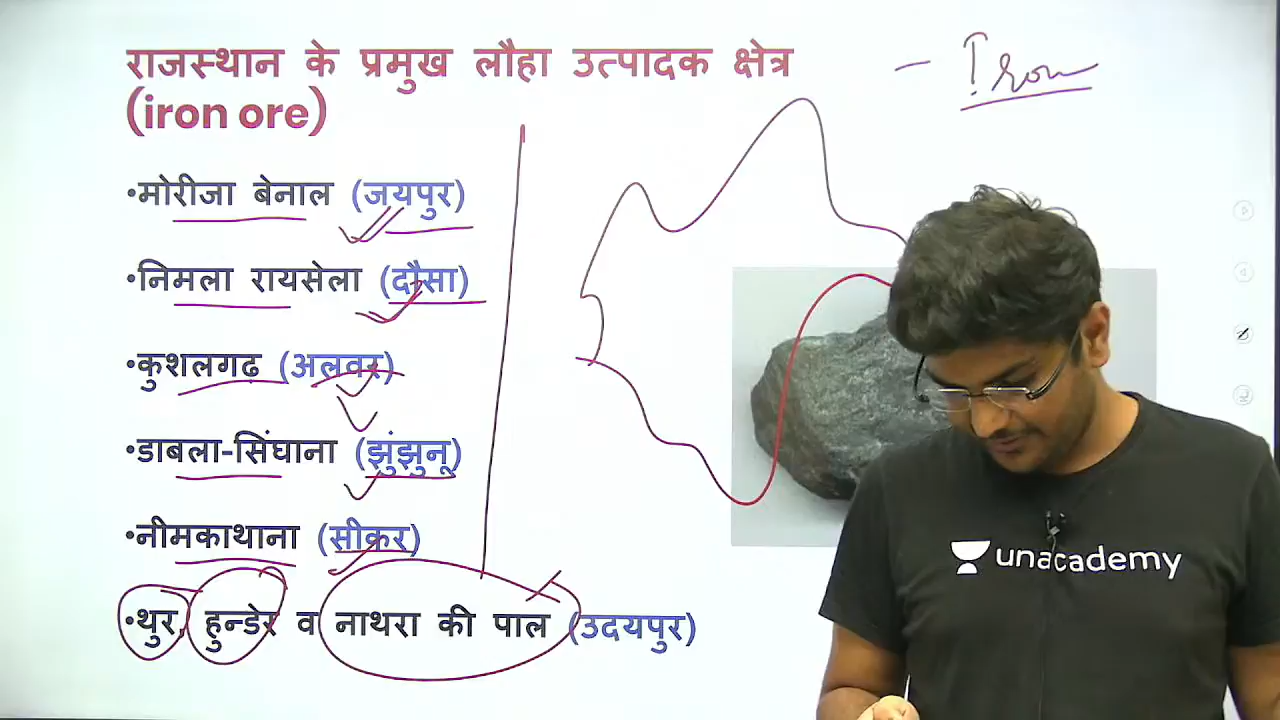 राजस्थान के प्रमुख लौहा उत्पादक क्षेत्र
(iron ore)
- Iron
•मोरीजा बेनाल (जयपुर)
•निमला रायसेला (दौसा)
•कुशलगढ़ (अलवर)
•डाबला-सिंघाना (झुंझुनू)
•नीमकाथाना (सीकर)
•थुर, हुन्डेर व नाथरा की पाल (उदयपुर)
unacademy